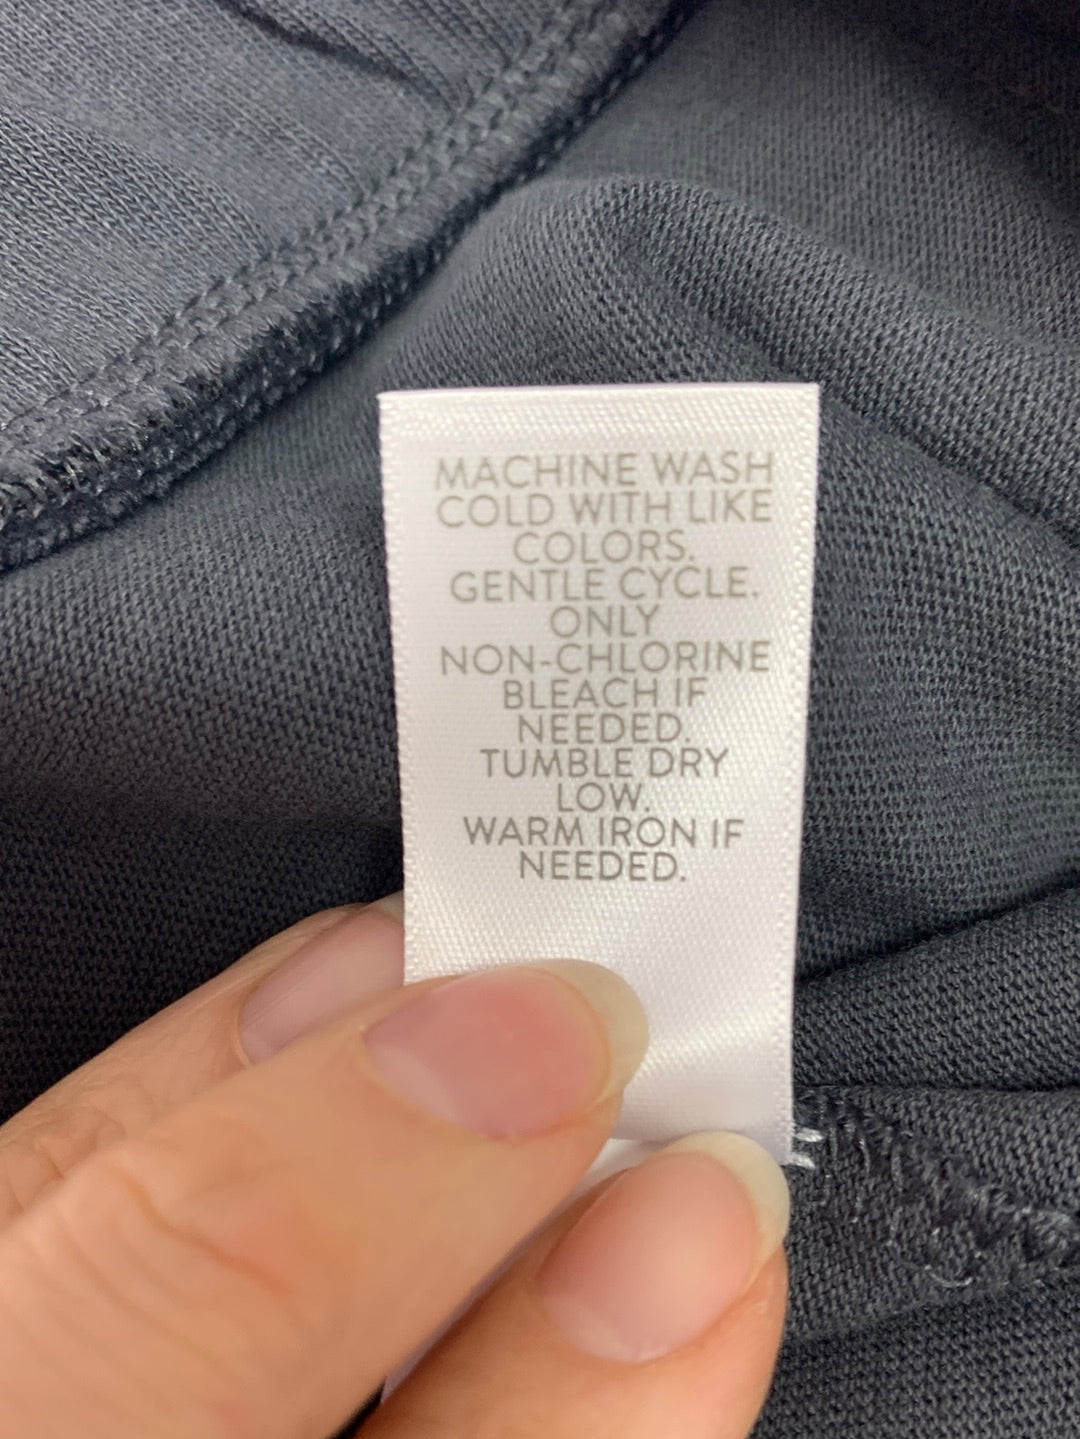 MACHINE WASH
COLD WITH LIKE
COLORS.
GENTLE CYCLE.
ONLY
NON-CHLORINE
BLEACH IF
NEEDED.
TUMBLE DRY
LOW.
WARM IRON IF
NEEDED.